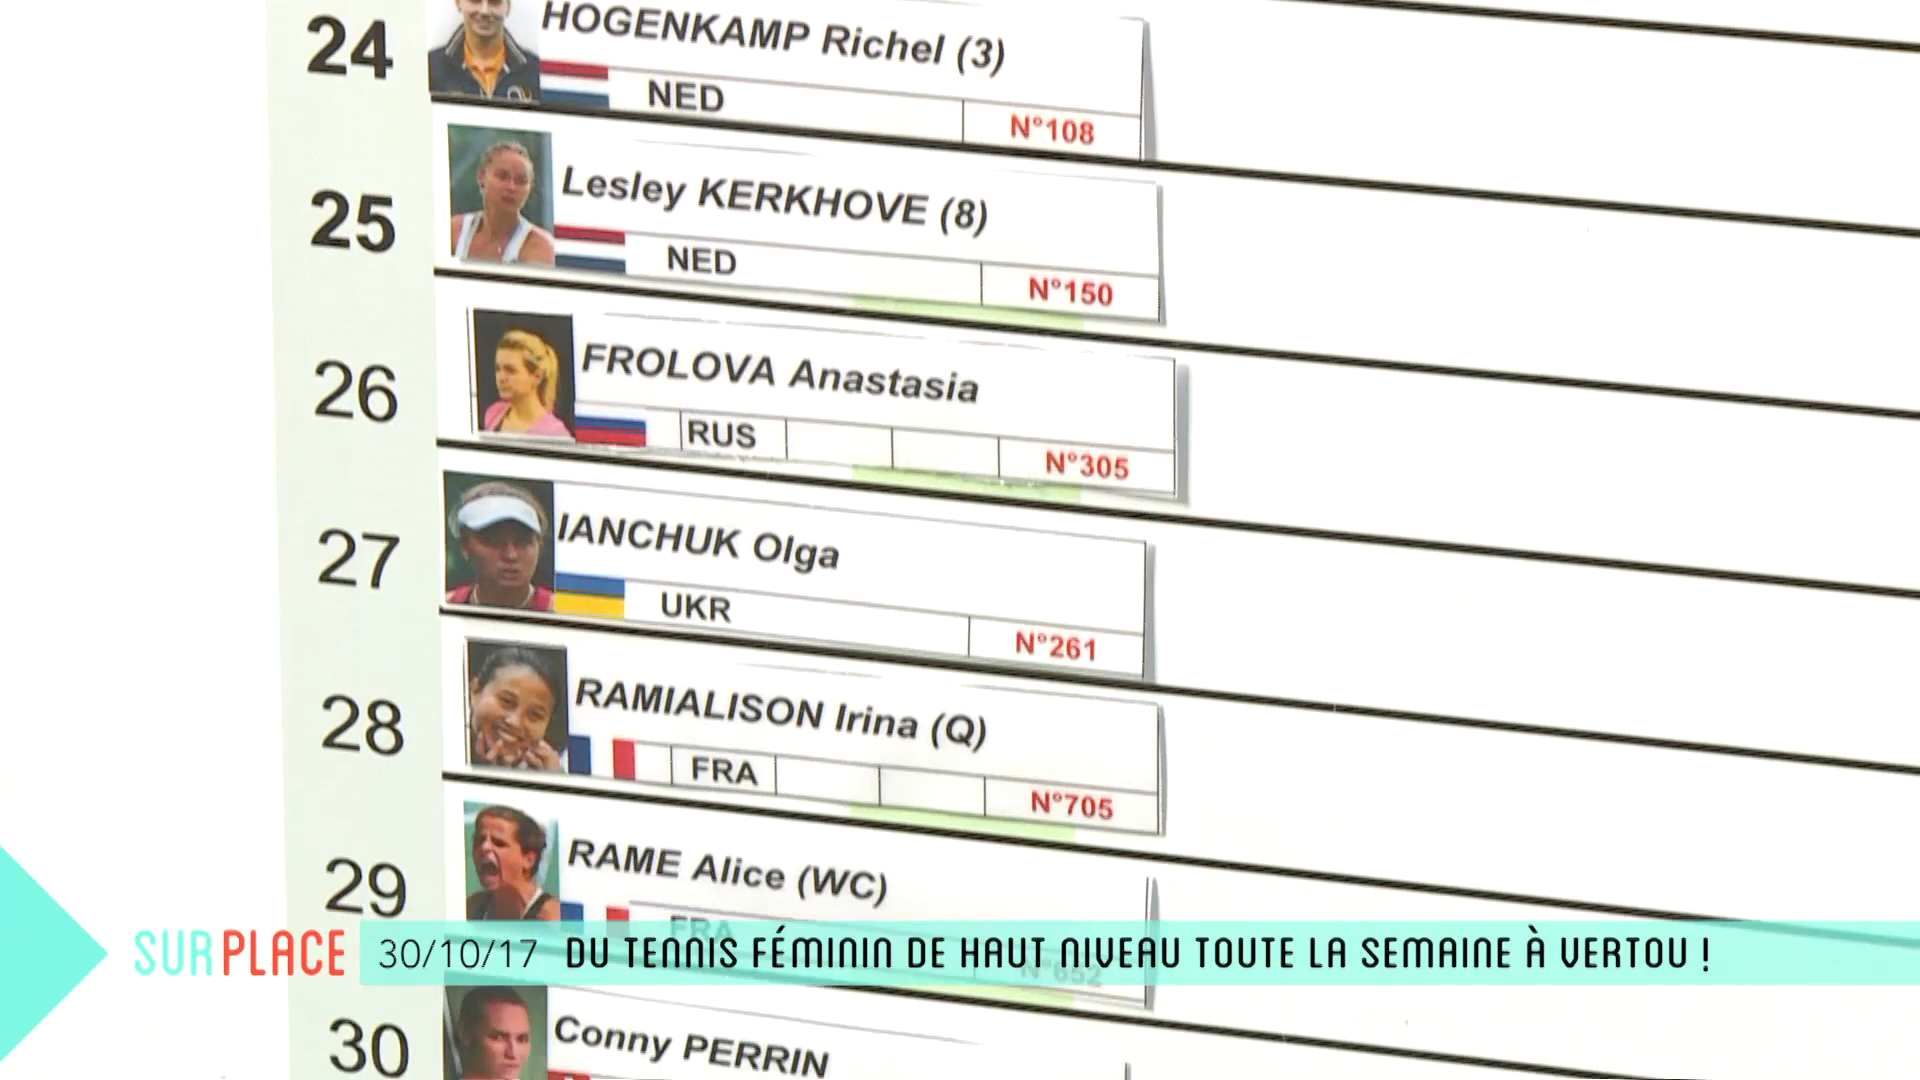 24
HOGENKAMP Richel (3)
NED
N°108
25
Lesley KERKHOVE (8)
NED
N°150
26
FROLOVA Anastasia
RUS
N°305
27
IANCHUK Olga
UKR
N°261
28
RAMIALISON Irina (Q)
FRA
N°705
29
RAME Alice (WC)
FRA
N°652
SUR PLACE 30/10/17 DU TENNIS FÉMININ DE HAUT NIVEAU TOUTE LA SEMAINE À VERTOU !
30
Conny PERRIN